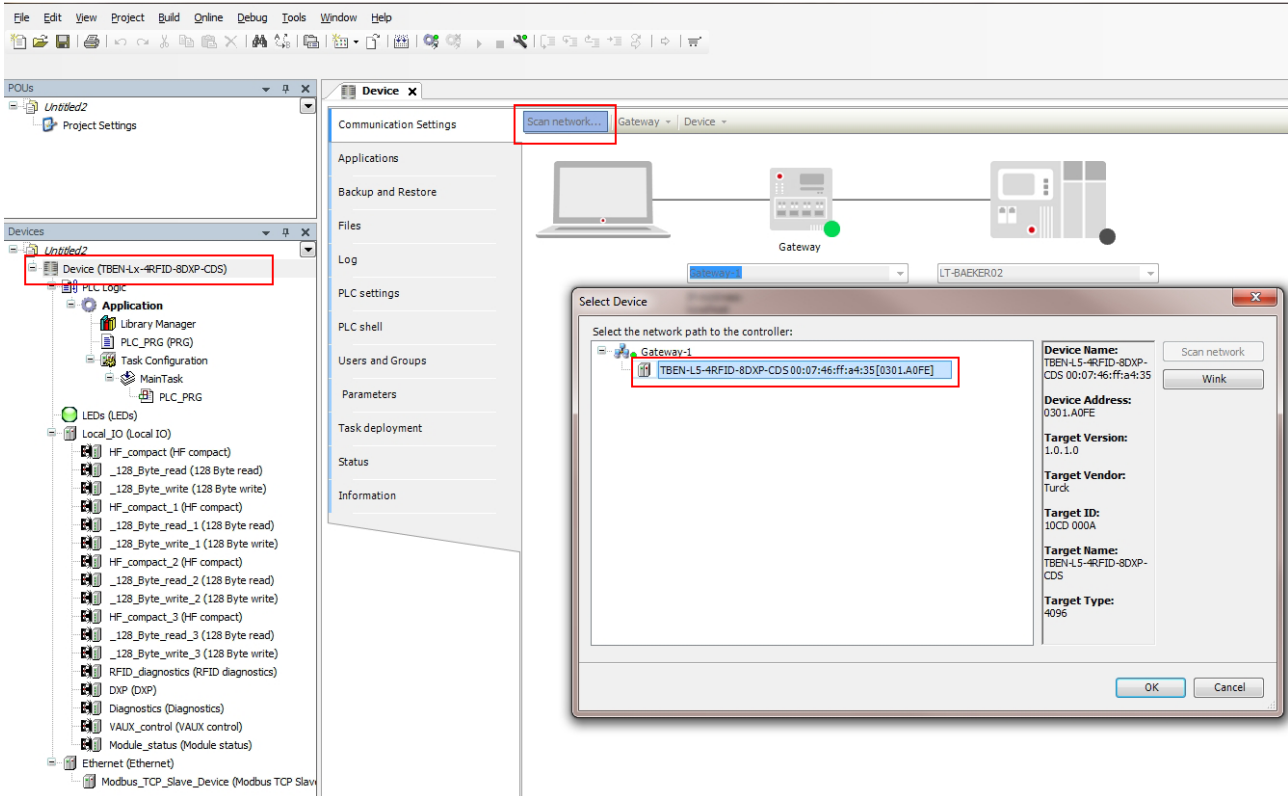 File Edit View Project Build Online Debug Tools Window Help
POUs
Untitled2
Project Settings
Devices
Untitled2
Device (TBEN-Lx-4RFID-8DXP-CDS)
PLC Logic
Application
Library Manager
PLC_PRG (PRG)
Task Configuration
MainTask
PLC_PRG
LEDs (LEDs)
Local_IO (Local IO)
HF_compact (HF compact)
_128_Byte_read (128 Byte read)
_128_Byte_write (128 Byte write)
HF_compact_1 (HF compact)
_128_Byte_read_1 (128 Byte read)
_128_Byte_write_1 (128 Byte write)
HF_compact_2 (HF compact)
_128_Byte_read_2 (128 Byte read)
_128_Byte_write_2 (128 Byte write)
HF_compact_3 (HF compact)
_128_Byte_read_3 (128 Byte read)
_128_Byte_write_3 (128 Byte write)
RFID_diagnostics (RFID diagnostics)
DXP (DXP)
Diagnostics (Diagnostics)
VAUX_control (VAUX control)
Module_status (Module status)
Ethernet (Ethernet)
Modbus_TCP_Slave_Device (Modbus TCP Slav
Device
Communication Settings
Applications
Backup and Restore
Files
Log
PLC settings
PLC shell
Users and Groups
Parameters
Task deployment
Status
Information
Scan network... Gateway Device
Gateway
Gateway-1
LT-BAEKER02
Select Device
Select the network path to the controller:
Gateway-1
TBEN-L5-4RFID-8DXP-CDS 00:07:46:ff:a4:35 [0301.A0FE]
Device Name:
TBEN-L5-4RFID-8DXP-
CDS 00:07:46:ff:a4:35
Device Address:
0301.A0FE
Target Version:
1.0.1.0
Target Vendor:
Turck
Target ID:
10CD 000A
Target Name:
TBEN-L5-4RFID-8DXP-
CDS
Target Type:
4096
Scan network
Wink
OK Cancel